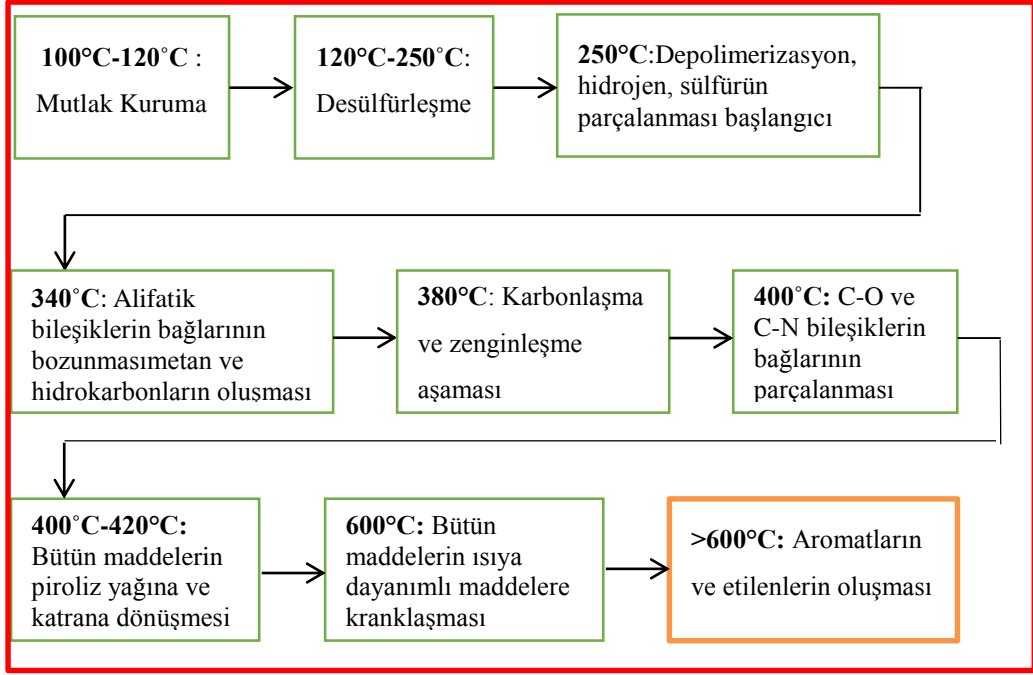 100°C-120˚C :
Mutlak Kuruma
120°C-250˚C:
Desülfürleşme
250°C:Depolimerizasyon,
hidrojen, sülfürün
parçalanması başlangıcı
340˚C: Alifatik
bileşiklerin bağlarının
bozunmasımetan ve
hidrokarbonların oluşması
380°C: Karbonlaşma
ve zenginleşme
aşaması
400˚C: C-O ve
C-N bileşiklerin
bağlarının
parçalanması
400˚C-420°C:
Bütün maddelerin
piroliz yağına ve
katrana dönüşmesi
600°C: Bütün
maddelerin ısıya
dayanımlı maddelere
kranklaşması
>600°C: Aromatların
ve etilenlerin oluşması